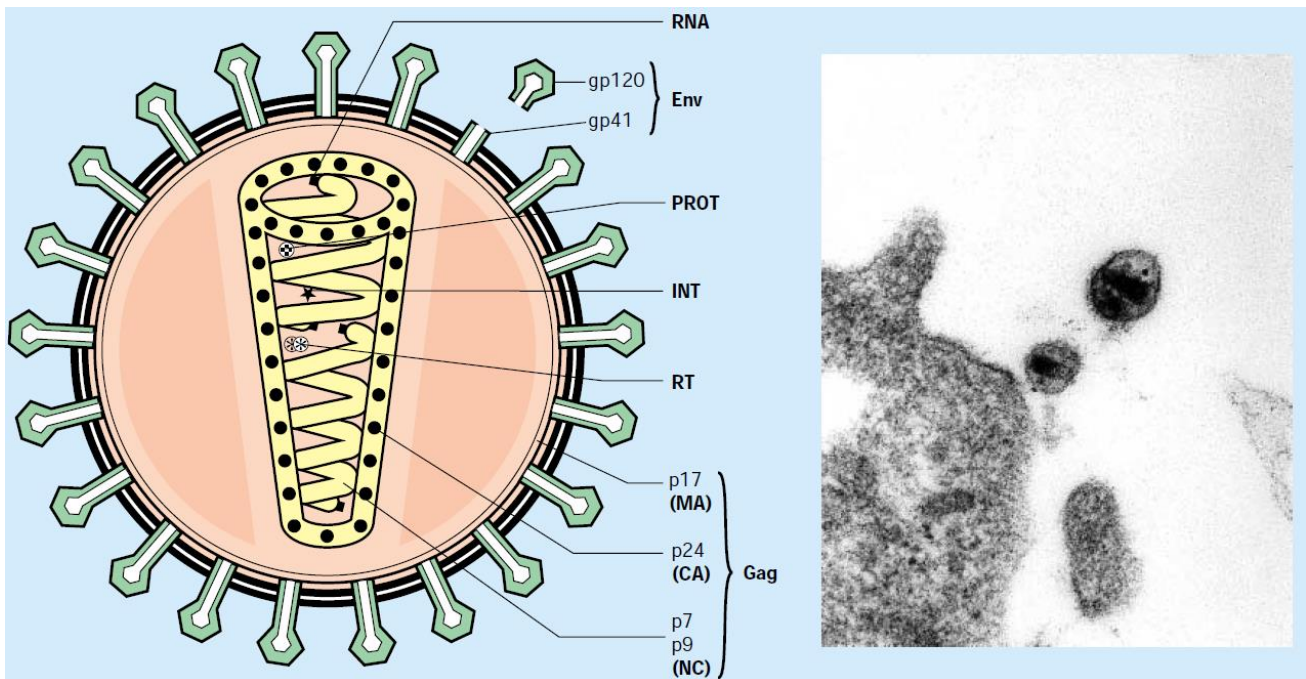 RNA
gp120
Env
gp41
PROT
INT
RT
p17
(MA)
p24
(CA)
Gag
p7
p9
(NC)